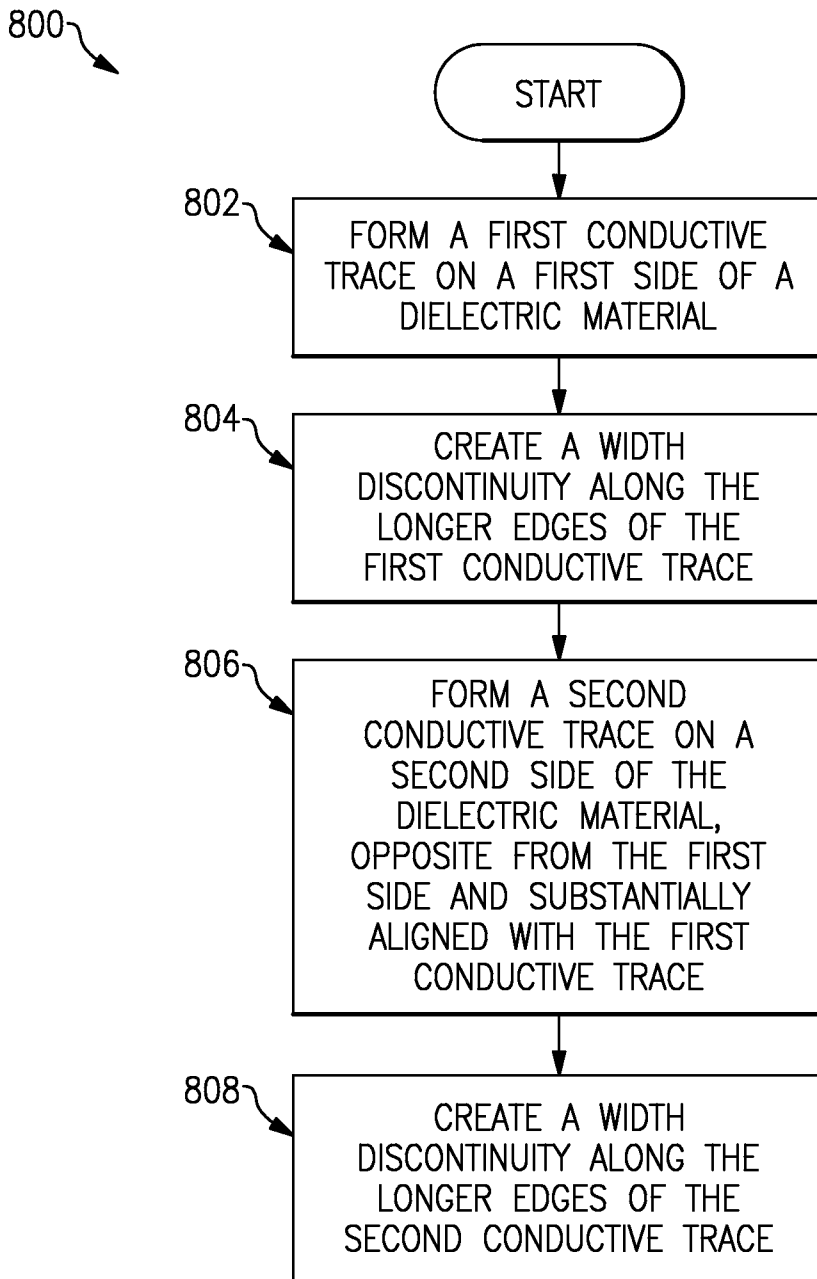 800
START
802
FORM A FIRST CONDUCTIVE
TRACE ON A FIRST SIDE OF A
DIELECTRIC MATERIAL
804
CREATE A WIDTH
DISCONTINUITY ALONG THE
LONGER EDGES OF THE
FIRST CONDUCTIVE TRACE
806
FORM A SECOND
CONDUCTIVE TRACE ON A
SECOND SIDE OF THE
DIELECTRIC MATERIAL,
OPPOSITE FROM THE FIRST
SIDE AND SUBSTANTIALLY
ALIGNED WITH THE FIRST
CONDUCTIVE TRACE
808
CREATE A WIDTH
DISCONTINUITY ALONG THE
LONGER EDGES OF THE
SECOND CONDUCTIVE TRACE